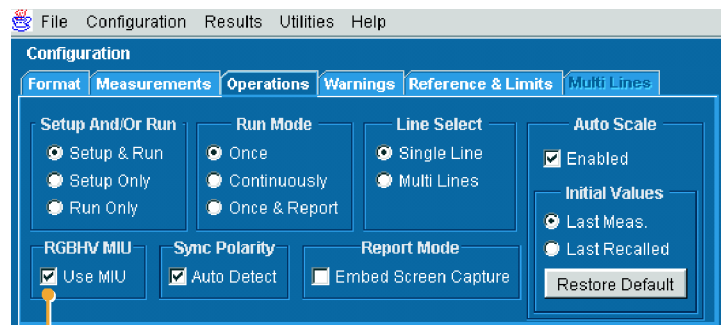 File Configuration Results Utilities Help
Configuration
Format Measurements Operations Warnings Reference & Limits Multi Lines
Setup And/Or Run
Setup & Run
Setup Only
Run Only
Run Mode
Once
Continuously
Once & Report
Line Select
Single Line
Multi Lines
Auto Scale
Enabled
Initial Values
Last Meas.
Last Recalled
Restore Default
RGBHV MIU
Use MIU
Sync Polarity
Auto Detect
Report Mode
Embed Screen Capture